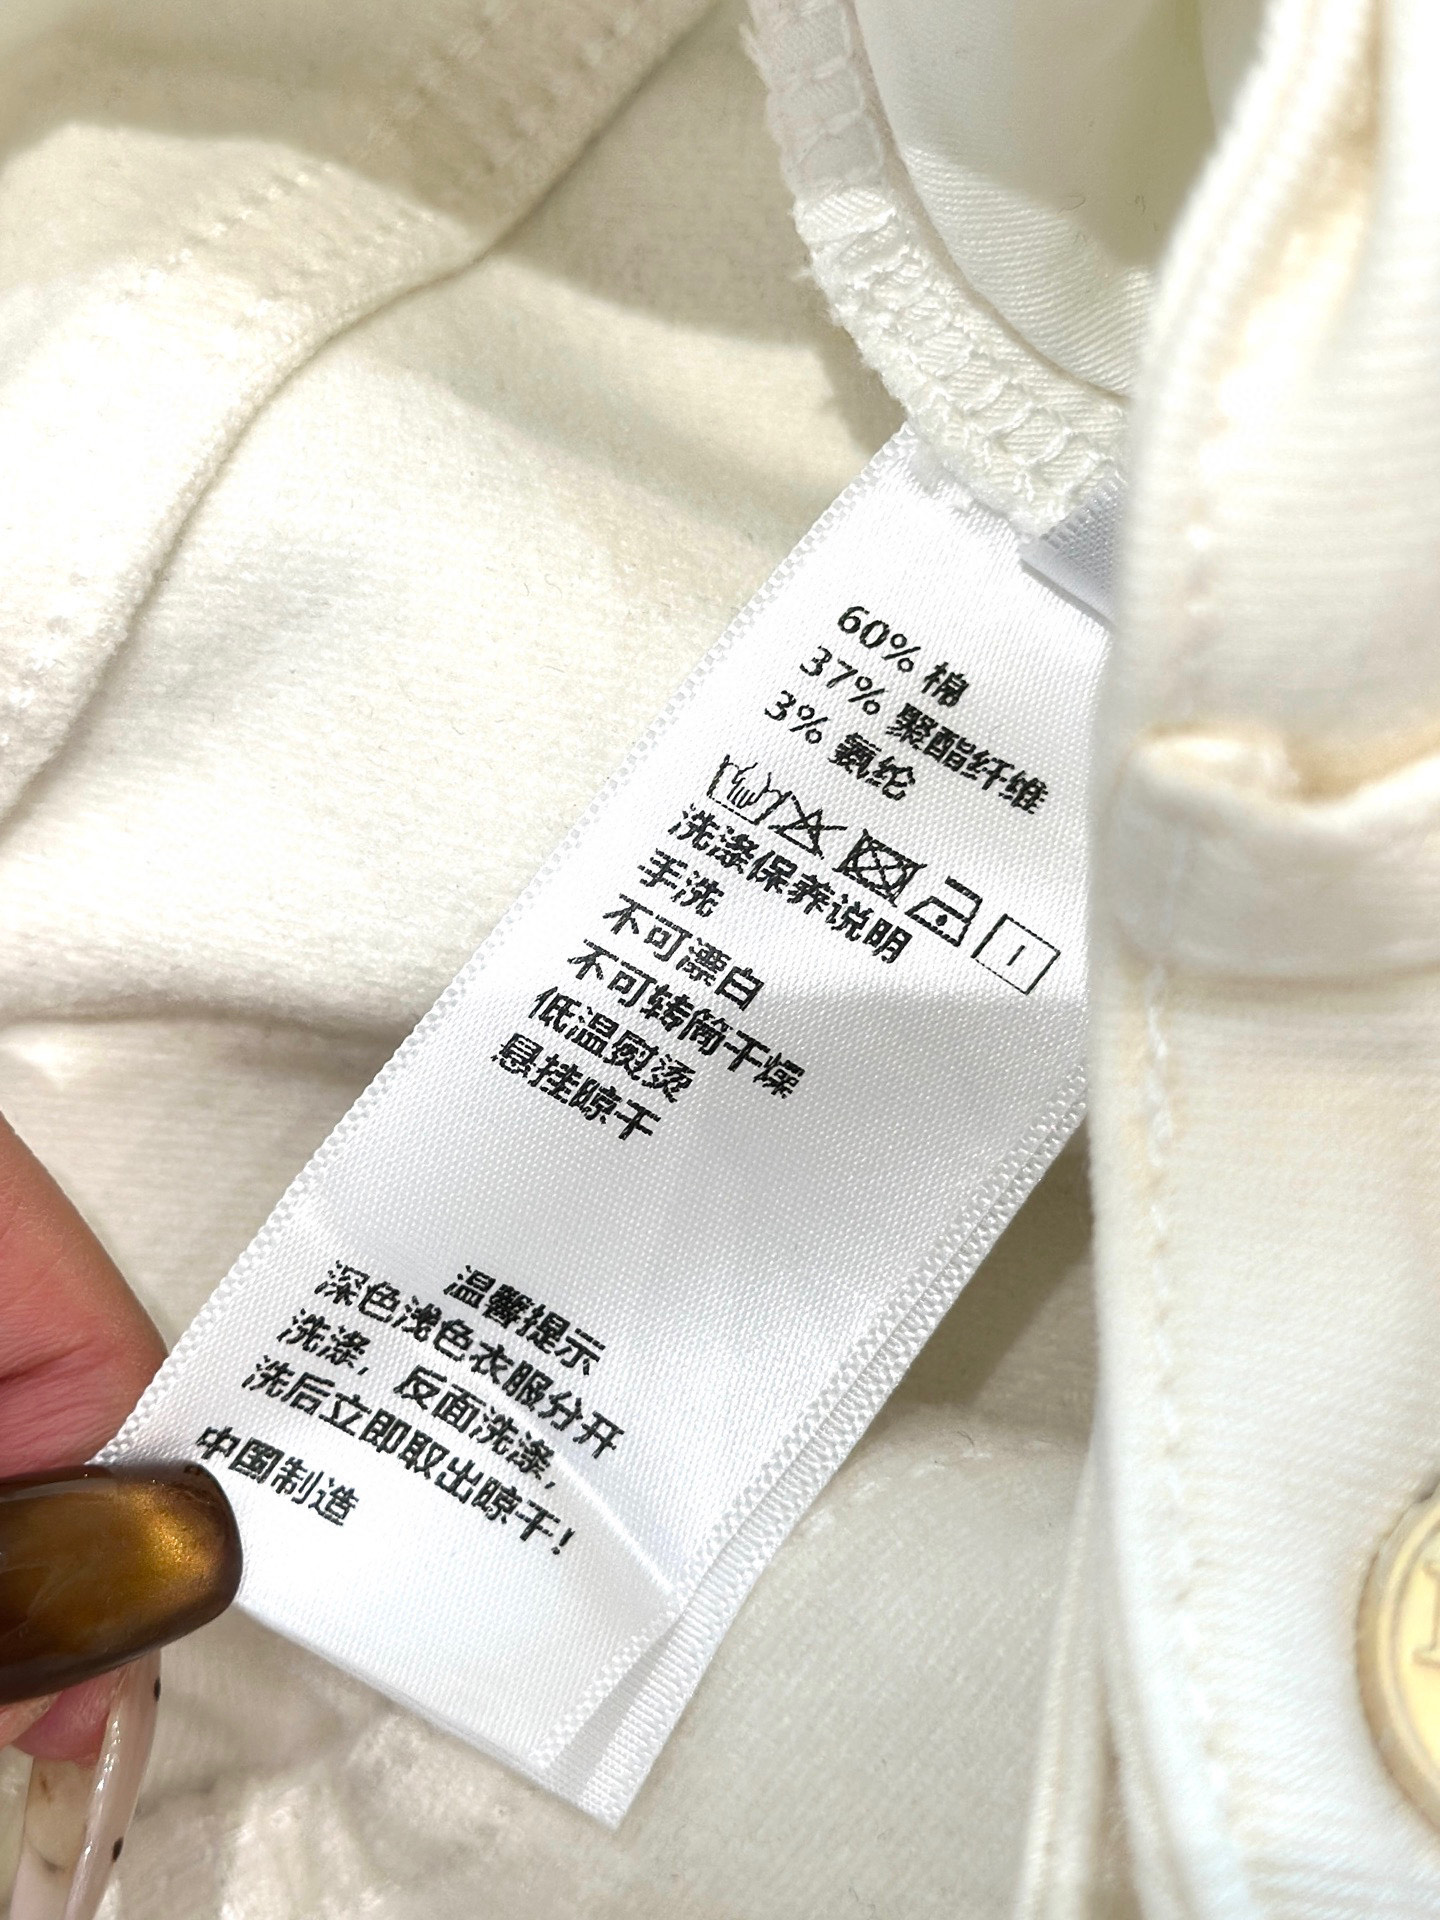 60% 棉
37% 聚酯纤维
3% 氨纶
洗涤保养说明
手洗
不可漂白
不可转筒干燥
低温熨烫
悬挂晾干
温馨提示
深色浅色衣服分开
洗涤，反面洗涤，
洗后立即取出晾干！
中国制造